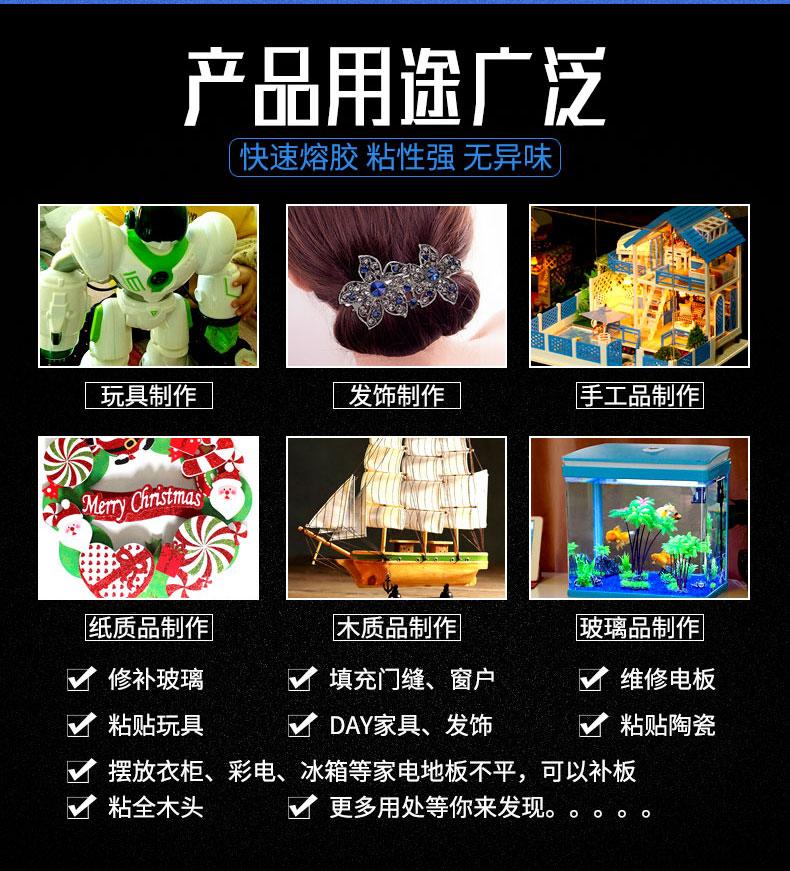 产品用途广泛
快速熔胶 粘性强 无异味
玩具制作 发饰制作 手工品制作
Merry Christmas
纸质品制作 木质品制作 玻璃品制作
修补玻璃 填充门缝、窗户 维修电板
粘贴玩具 DAY家具、发饰 粘贴陶瓷
摆放衣柜、彩电、冰箱等家电地板不平，可以补板
粘全木头 更多用处等你来发现。。。。。